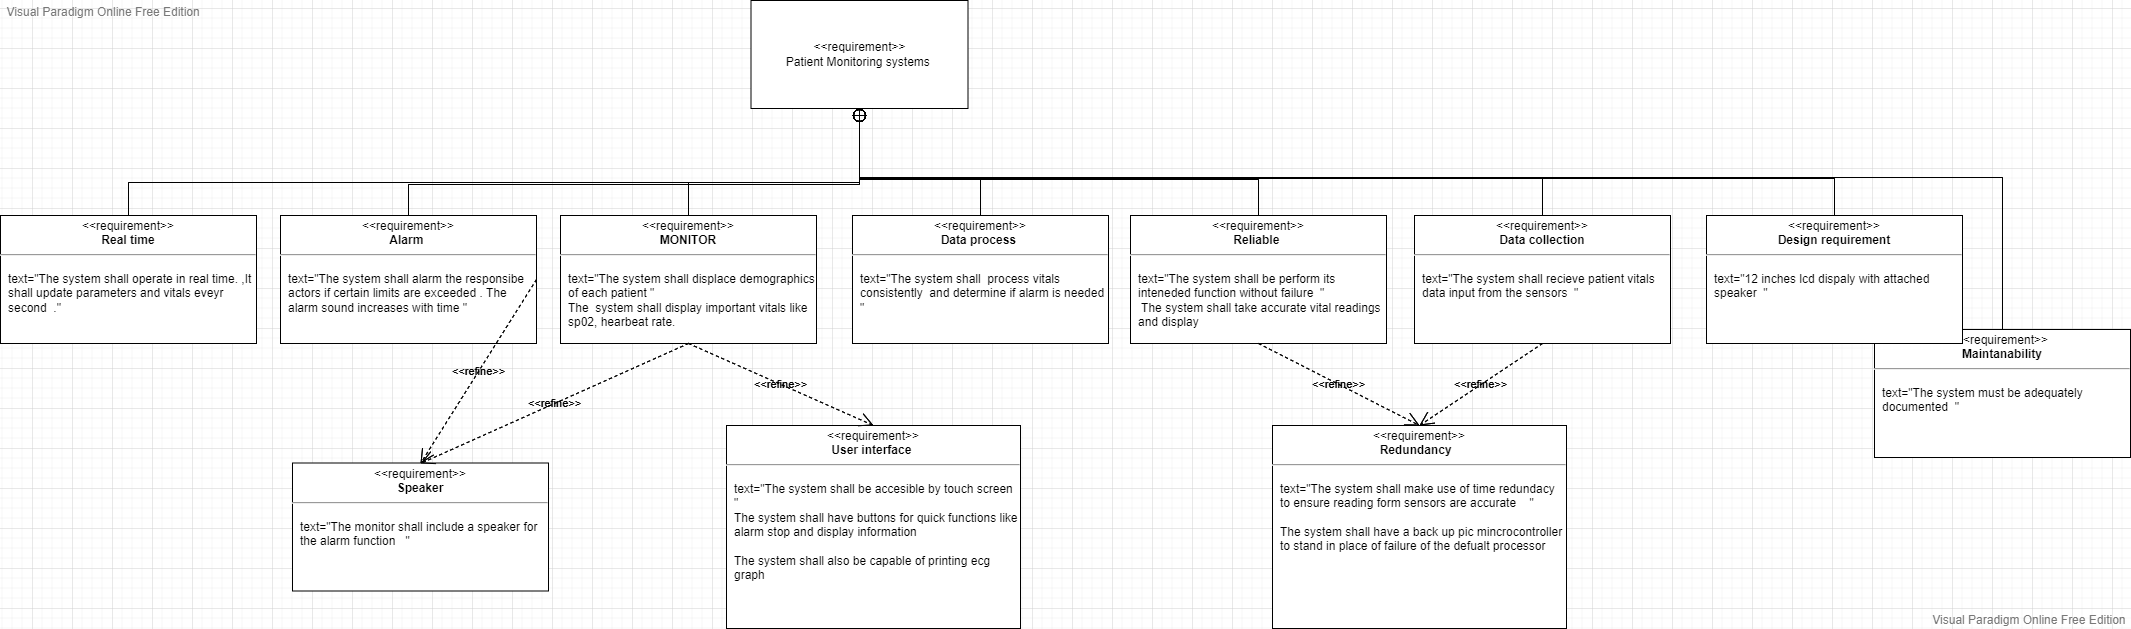 Visual Paradigm Online Free Edition
<<requirement>>
Patient Monitoring systems
<<requirement>>
Real time
text="The system shall operate in real time. ,It
shall update parameters and vitals eveyr
second  ."
<<requirement>>
Alarm
text="The system shall alarm the responsibe
actors if certain limits are exceeded . The
alarm sound increases with time "
<<requirement>>
MONITOR
text="The system shall displace demographics
of each patient "
The  system shall display important vitals like
sp02, hearbeat rate.
<<requirement>>
Data process
text="The system shall  process vitals
consistently  and determine if alarm is needed
"
<<requirement>>
Reliable
text="The system shall be perform its
inteneded function without failure  "
The system shall take accurate vital readings
and display
<<requirement>>
Data collection
text="The system shall recieve patient vitals
data input from the sensors  "
<<requirement>>
Design requirement
text="12 inches lcd dispaly with attached
speaker  "
<requirement>>
Maintanability
text="The system must be adequately
documented  "
<<refine>>
<<refine>>
<<refine>>
<<refine>>
<<refine>>
<<requirement>>
Speaker
text="The monitor shall include a speaker for
the alarm function   "
<<requirement>>
User interface
text="The system shall be accesible by touch screen
"
The system shall have buttons for quick functions like
alarm stop and display information
The system shall also be capable of printing ecg
graph
<<requirement>>
Redundancy
text="The system shall make use of time redundacy
to ensure reading form sensors are accurate    "
The system shall have a back up pic mincrocontroller
to stand in place of failure of the defualt processor
Visual Paradigm Online Free Edition